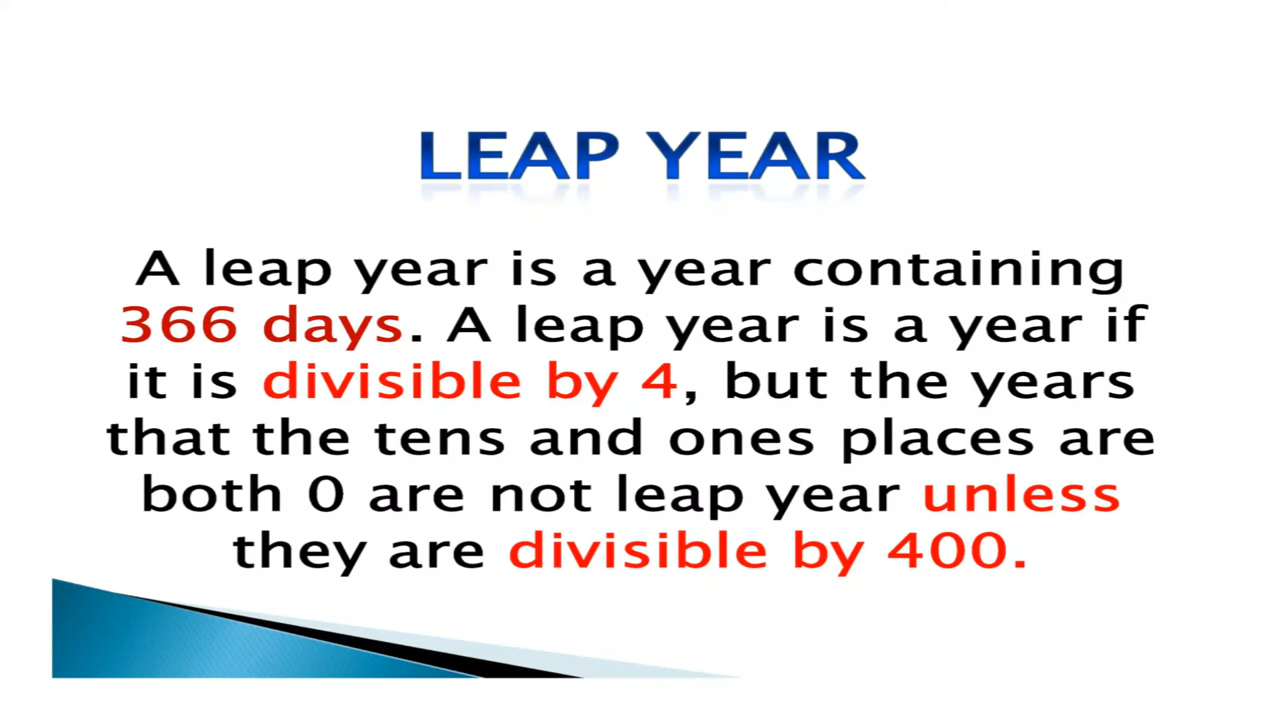 LEAP YEAR
A leap year is a year containing
366 days. A leap year is a year if
it is divisible by 4, but the years
that the tens and ones places are
both 0 are not leap year unless
they are divisible by 400.